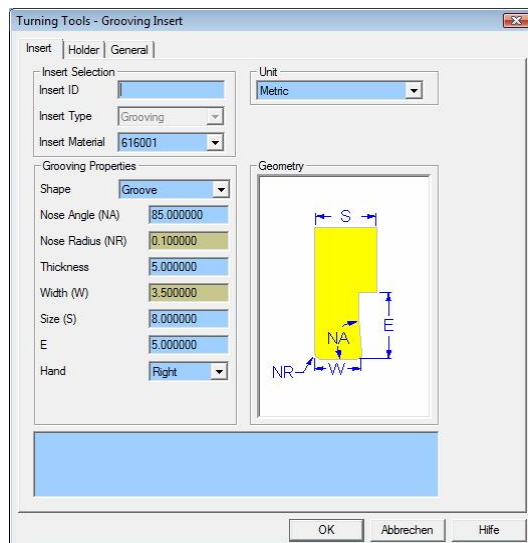 Turning Tools - Grooving Insert
Insert Holder General
Insert Selection
Insert ID
Insert Type Grooving
Insert Material 616001
Unit
Metric
Grooving Properties
Shape Groove
Nose Angle (NA) 85.000000
Nose Radius (NR) 0.100000
Thickness 5.000000
Width (W) 3.500000
Size (S) 8.000000
E 5.000000
Hand Right
Geometry
S
E
NA
NR
W
OK Abbrechen Hilfe